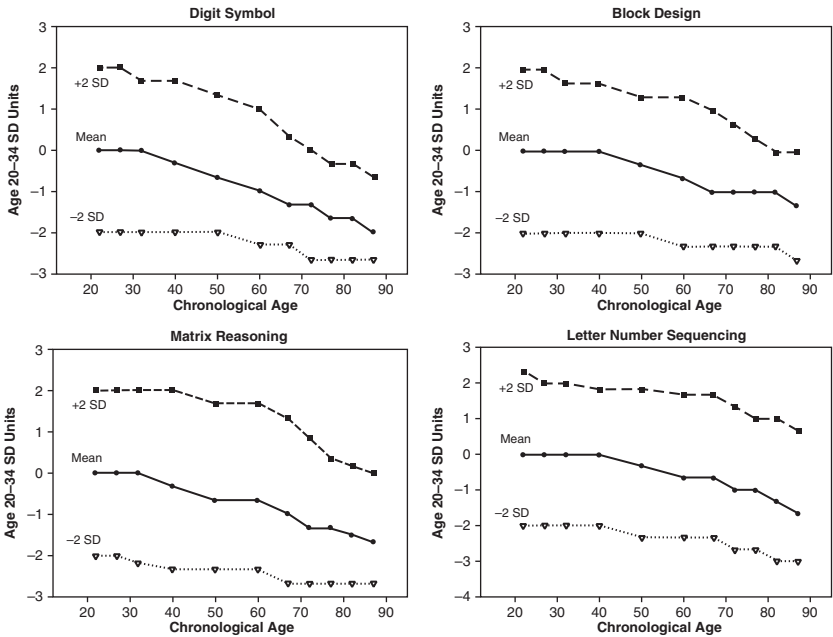 Digit Symbol
Age 20–34 SD Units
3
2
1
0
–1
–2
–3
+2 SD
Mean
–2 SD
20 30 40 50 60 70 80 90
Chronological Age
Block Design
Age 20–34 SD Units
3
2
1
0
–1
–2
–3
+2 SD
Mean
–2 SD
20 30 40 50 60 70 80 90
Chronological Age
Matrix Reasoning
Age 20–34 SD Units
3
2
1
0
–1
–2
–3
+2 SD
Mean
–2 SD
20 30 40 50 60 70 80 90
Chronological Age
Letter Number Sequencing
Age 20–34 SD Units
3
2
1
0
–1
–2
–3
–4
+2 SD
Mean
–2 SD
20 30 40 50 60 70 80 90
Chronological Age